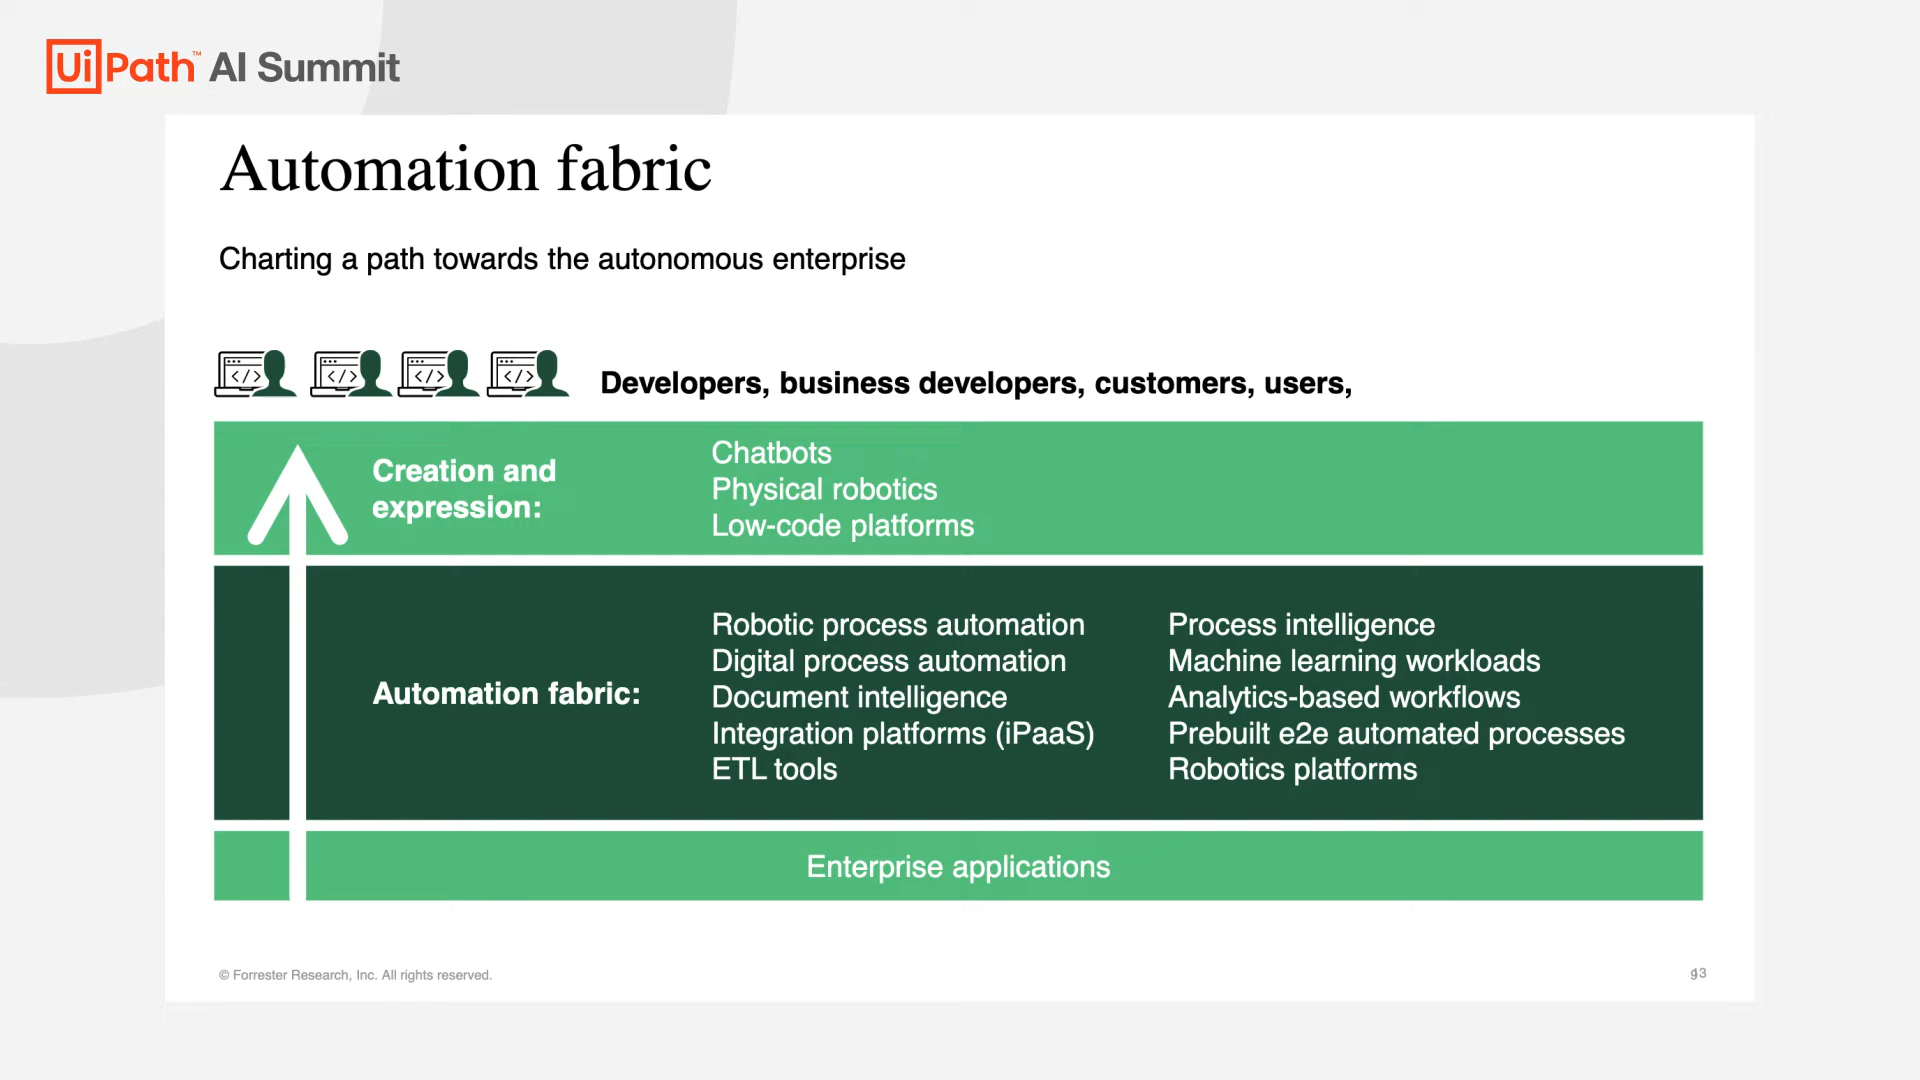 UiPath™ AI Summit
Automation fabric
Charting a path towards the autonomous enterprise
</> </> </> </>
Developers, business developers, customers, users,
Creation and
expression:
Chatbots
Physical robotics
Low-code platforms
Automation fabric:
Robotic process automation
Digital process automation
Document intelligence
Integration platforms (iPaaS)
ETL tools
Process intelligence
Machine learning workloads
Analytics-based workflows
Prebuilt e2e automated processes
Robotics platforms
Enterprise applications
© Forrester Research, Inc. All rights reserved.